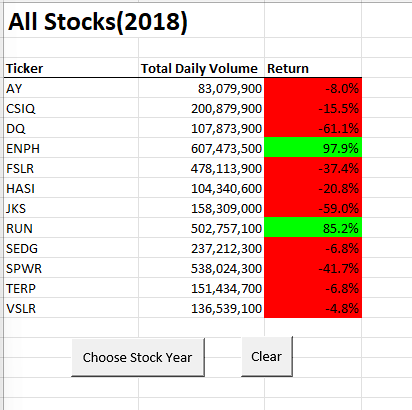 All Stocks(2018)
Ticker Total Daily Volume Return
AY 83,079,900 -8.0%
CSIQ 200,879,900 -15.5%
DQ 107,873,900 -61.1%
ENPH 607,473,500 97.9%
FSLR 478,113,900 -37.4%
HASI 104,340,600 -20.8%
JKS 158,309,000 -59.0%
RUN 502,757,100 85.2%
SEDG 237,212,300 -6.8%
SPWR 538,024,300 -41.7%
TERP 151,434,700 -6.8%
VSLR 136,539,100 -4.8%
Choose Stock Year Clear